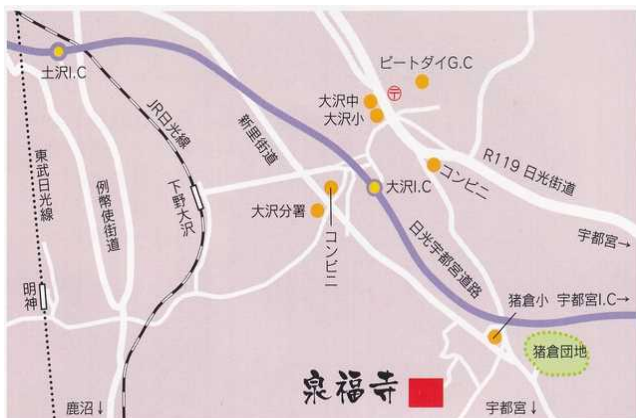 土沢I.C
ビートダイG.C
大沢中
大沢小
〒
JR日光線
新里街道
コンビニ
R119 日光街道
東武日光線
例幣使街道
下野大沢
大沢I.C
大沢分署
コンビニ
日光宇都宮道路
宇都宮→
明神
猪倉小
宇都宮I.C→
猪倉団地
泉福寺
鹿沼↓
宇都宮↓